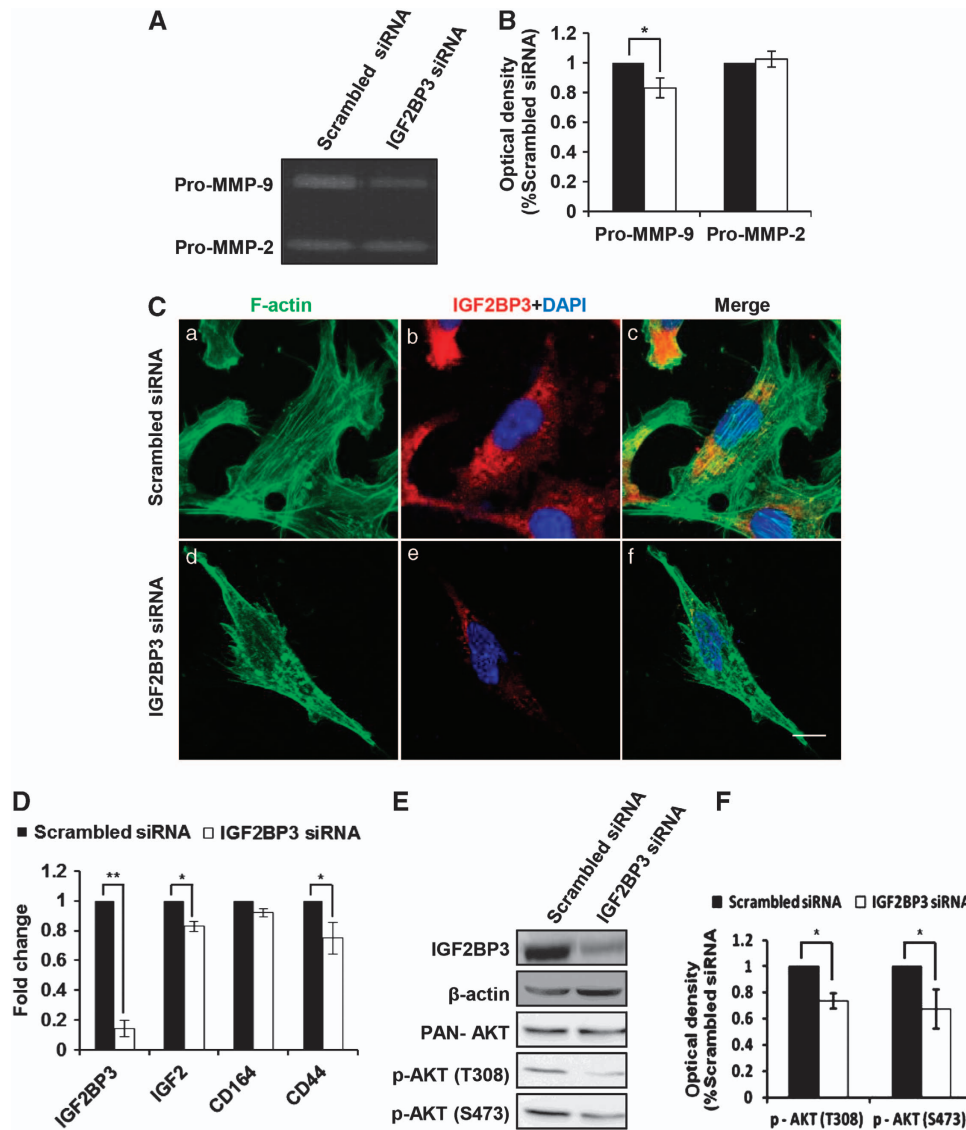 A
Scrambled siRNA
IGF2BP3 siRNA
Pro-MMP-9
Pro-MMP-2
B
Optical density
(%Scrambled siRNA)
1.2
1
0.8
0.6
0.4
0.2
0
*
Pro-MMP-9 Pro-MMP-2
C
F-actin IGF2BP3+DAPI Merge
Scrambled siRNA
a b c
IGF2BP3 siRNA
d e f
D
Scrambled siRNA IGF2BP3 siRNA
Fold change
1.2
1
0.8
0.6
0.4
0.2
0
** * *
IGF2BP3 IGF2 CD164 CD44
E
Scrambled siRNA
IGF2BP3 siRNA
IGF2BP3
β-actin
PAN- AKT
p-AKT (T308)
p-AKT (S473)
F
Scrambled siRNA IGF2BP3 siRNA
Optical density
(%Scrambled siRNA
1.2
1
0.8
0.6
0.4
0.2
0
* *
p - AKT (T308) p - AKT (S473)